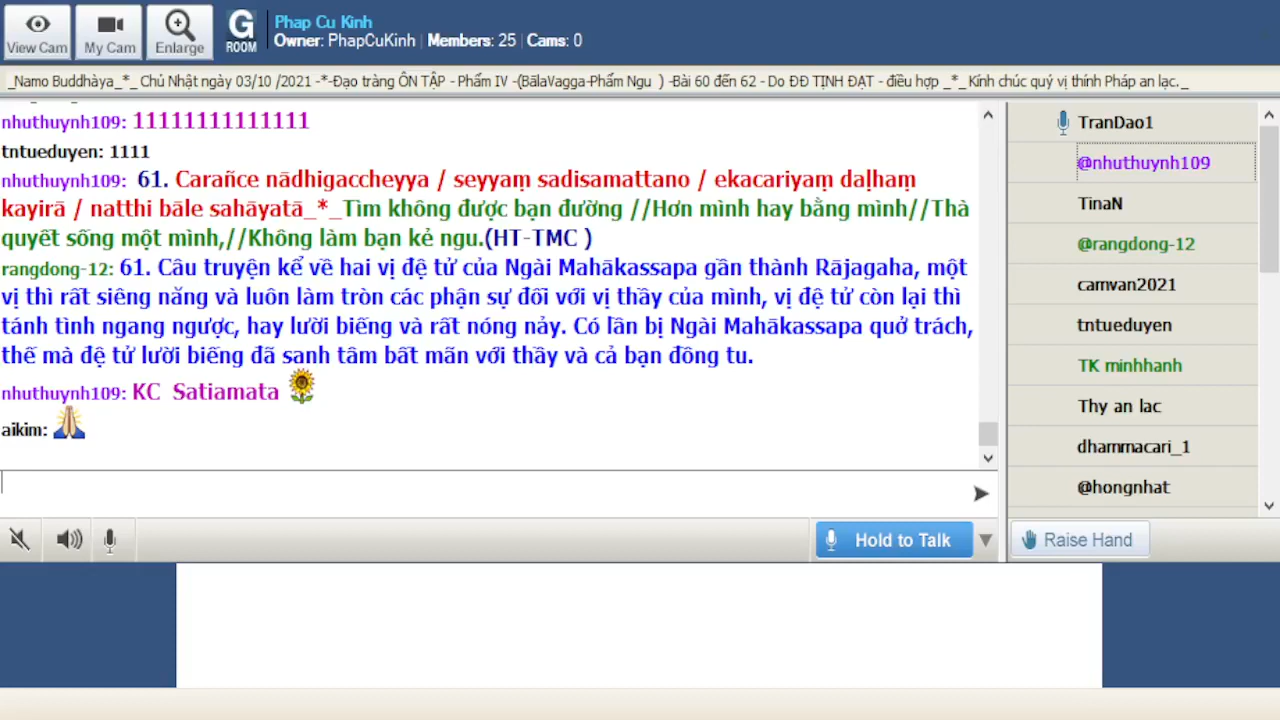 View Cam
My Cam
Enlarge
G
ROOM
Phap Cu Kinh
Owner: PhapCuKinh | Members: 25 | Cams: 0
_Namo Buddhàya_*_ Chủ Nhật ngày 03/10 /2021 -*-Đạo tràng ÔN TẬP - Phẩm IV -(BālaVagga-Phẩm Ngu ) -Bài 60 đến 62 - Do ĐĐ TỊNH ĐẠT - điều hợp _*_ Kính chúc quý vị thính Pháp an lạc._
nhuthuynh109: 11111111111111
tntueduyen: 1111
nhuthuynh109: 61. Carañce nādhigaccheyya / seyyaṃ sadisamattano / ekacariyaṃ daḷhaṃ
kayirā / natthi bāle sahāyatā_*_Tìm không được bạn đường //Hơn mình hay bằng mình//Thà
quyết sống một mình,//Không làm bạn kẻ ngu.(HT-TMC )
rangdong-12: 61. Câu truyện kể về hai vị đệ tử của Ngài Mahākassapa gần thành Rājagaha, một
vị thì rất siêng năng và luôn làm tròn các phận sự đối với vị thầy của mình, vị đệ tử còn lại thì
tánh tình ngang ngược, hay lười biếng và rất nóng nảy. Có lần bị Ngài Mahākassapa quở trách,
thế mà đệ tử lười biếng đã sanh tâm bất mãn với thầy và cả bạn đồng tu.
nhuthuynh109: KC Satiamata
aikim:
TranDao1
@nhuthuynh109
TinaN
@rangdong-12
camvan2021
tntueduyen
TK minhhanh
Thy an lac
dhammacari_1
@hongnhat
Hold to Talk
Raise Hand